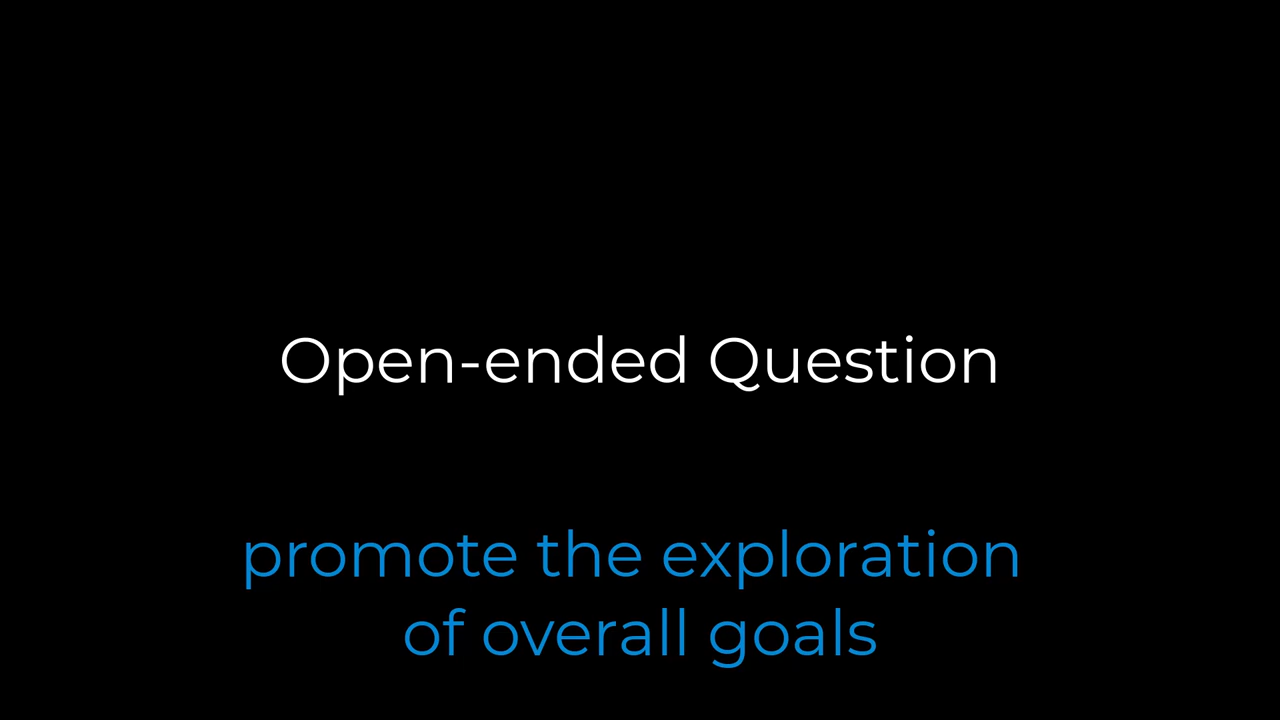 Open-ended Question
promote the exploration
of overall goals